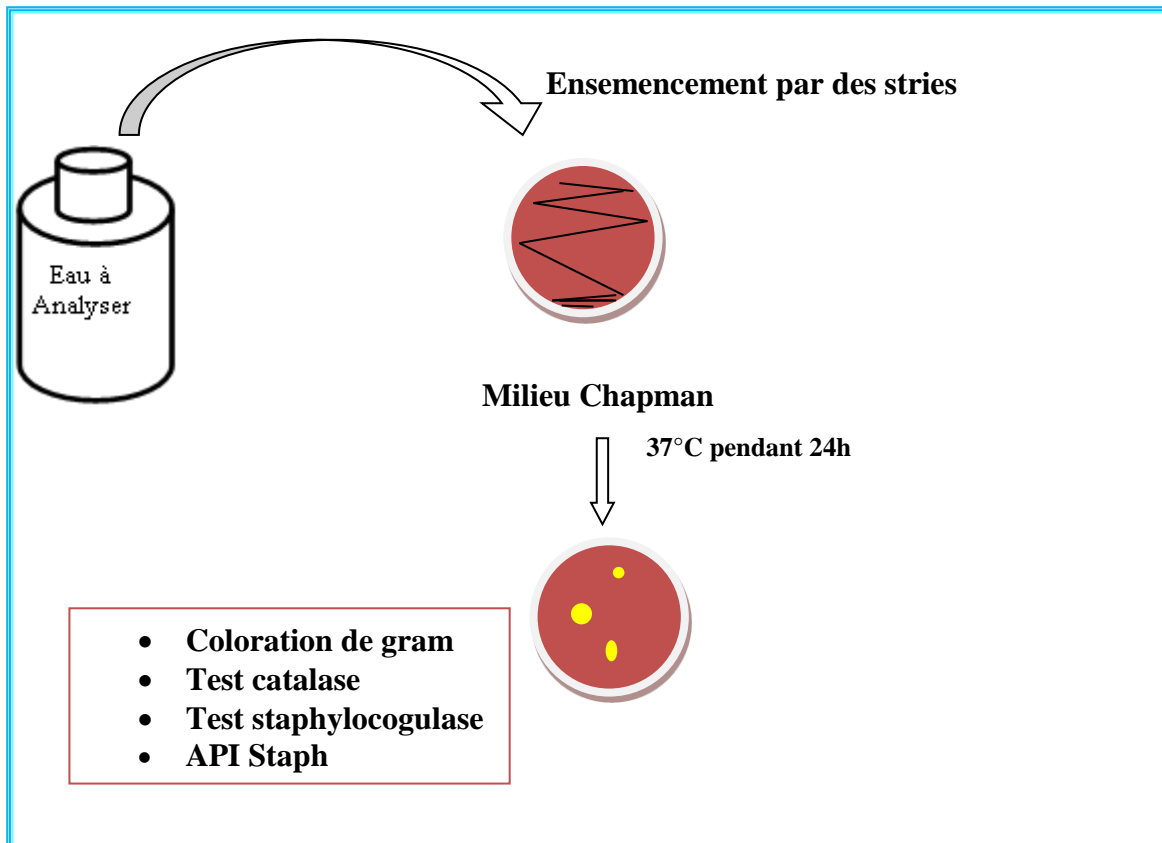 Ensemencement par des stries
Eau à
Analyser
Milieu Chapman
37°C pendant 24h
• Coloration de gram
• Test catalase
• Test staphylocogulase
• API Staph